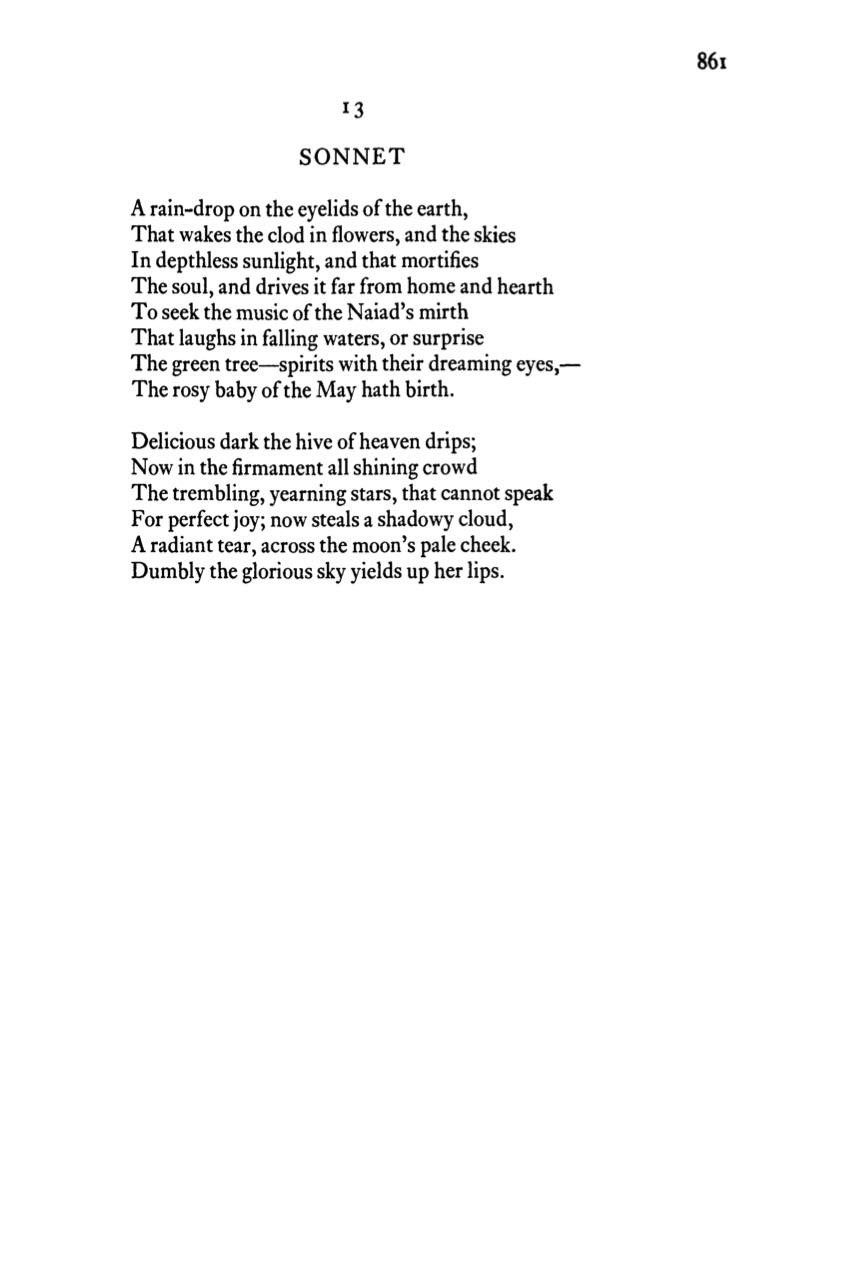 861
13
SONNET
A rain-drop on the eyelids of the earth,
That wakes the clod in flowers, and the skies
In depthless sunlight, and that mortifies
The soul, and drives it far from home and hearth
To seek the music of the Naiad's mirth
That laughs in falling waters, or surprise
The green tree—spirits with their dreaming eyes,—
The rosy baby of the May hath birth.
Delicious dark the hive of heaven drips;
Now in the firmament all shining crowd
The trembling, yearning stars, that cannot speak
For perfect joy; now steals a shadowy cloud,
A radiant tear, across the moon's pale cheek.
Dumbly the glorious sky yields up her lips.